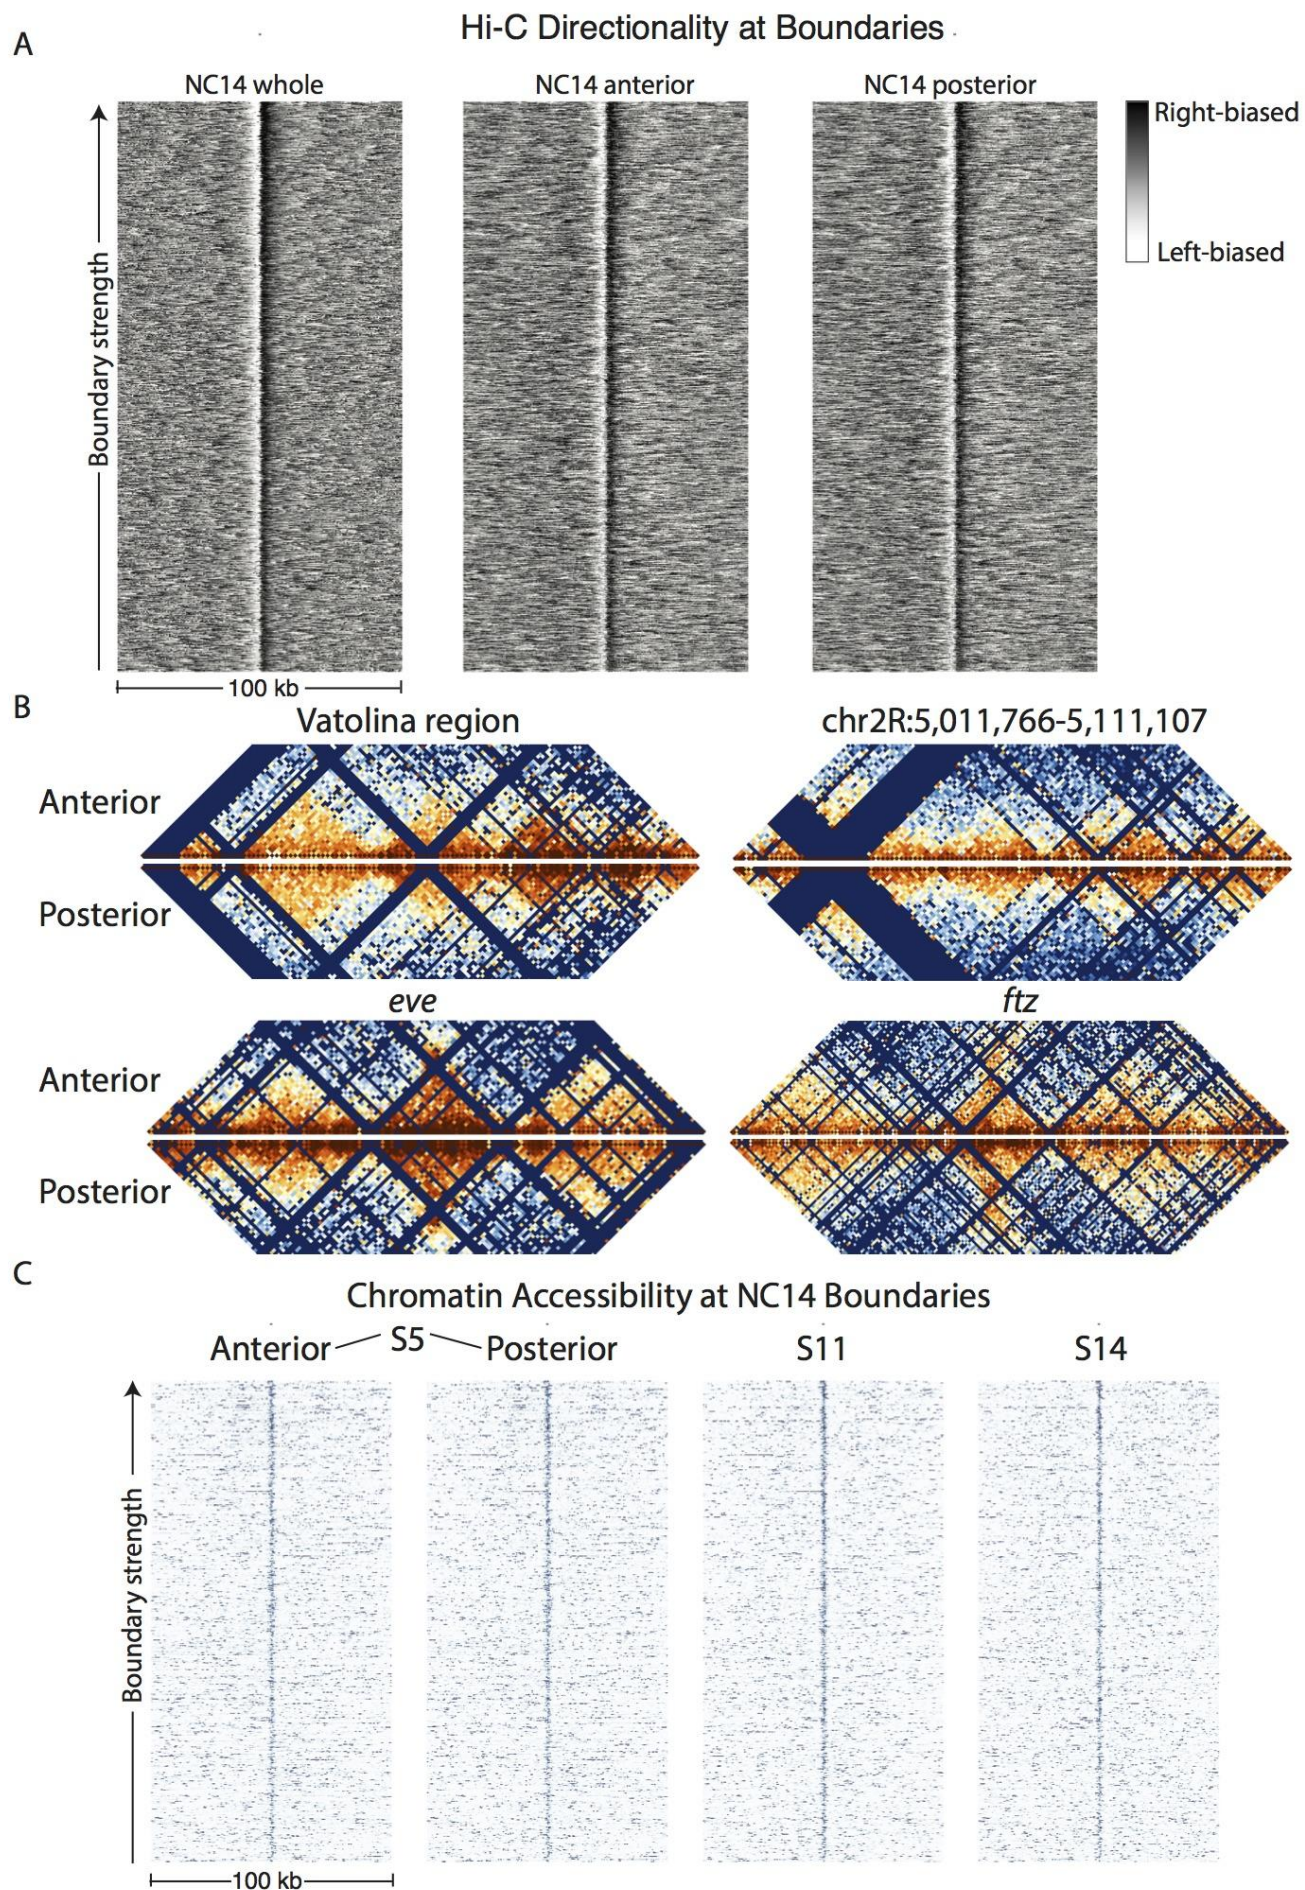 A
Hi-C Directionality at Boundaries
NC14 whole
NC14 anterior
NC14 posterior
Right-biased
Left-biased
Boundary strength
100 kb
B
Vatolina region
chr2R:5,011,766-5,111,107
Anterior
Posterior
eve
ftz
Anterior
Posterior
C
Chromatin Accessibility at NC14 Boundaries
Anterior
S5
Posterior
S11
S14
Boundary strength
100 kb